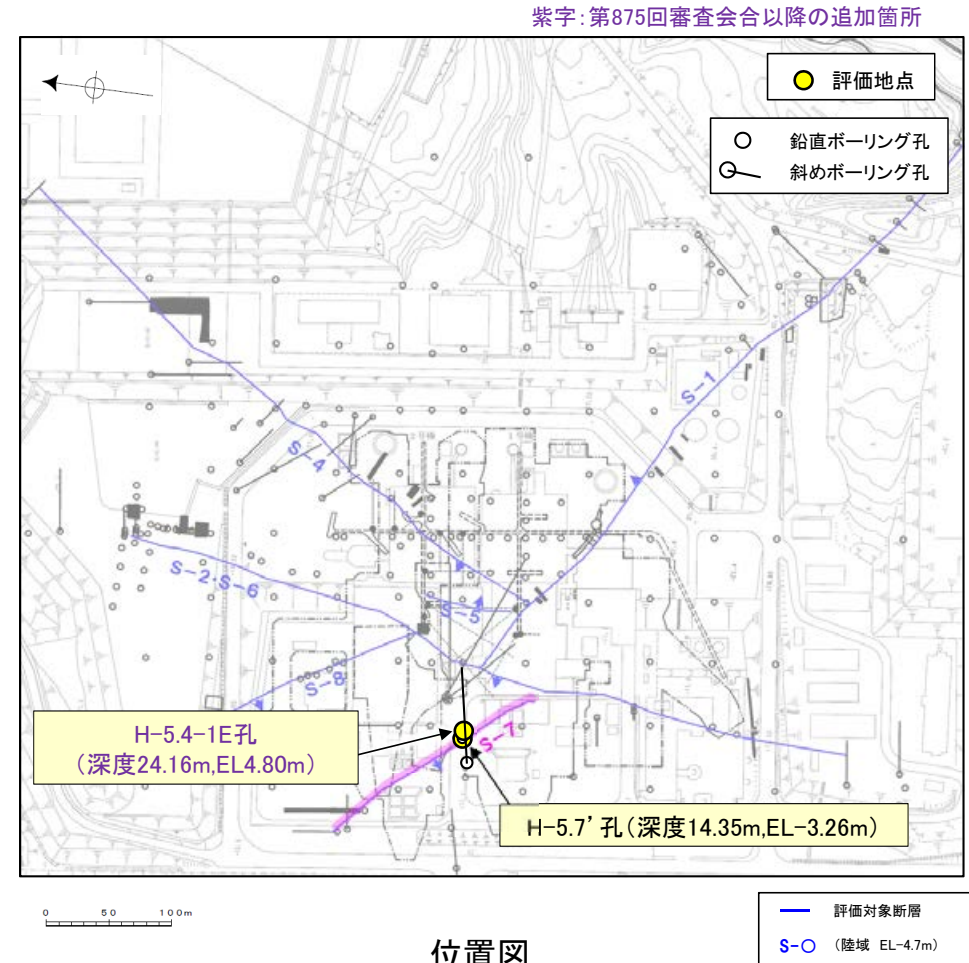 紫字:第875回審査会合以降の追加箇所
評価地点
鉛直ボーリング孔
斜めボーリング孔
S-1
S-4
S-2・S-6
S-5
S-8
S-7
H-5.4-1E孔
(深度24.16m,EL4.80m)
H-5.7’孔(深度14.35m,EL-3.26m)
0 50 100m
位置図
評価対象断層
S-○ (陸域 EL-4.7m)